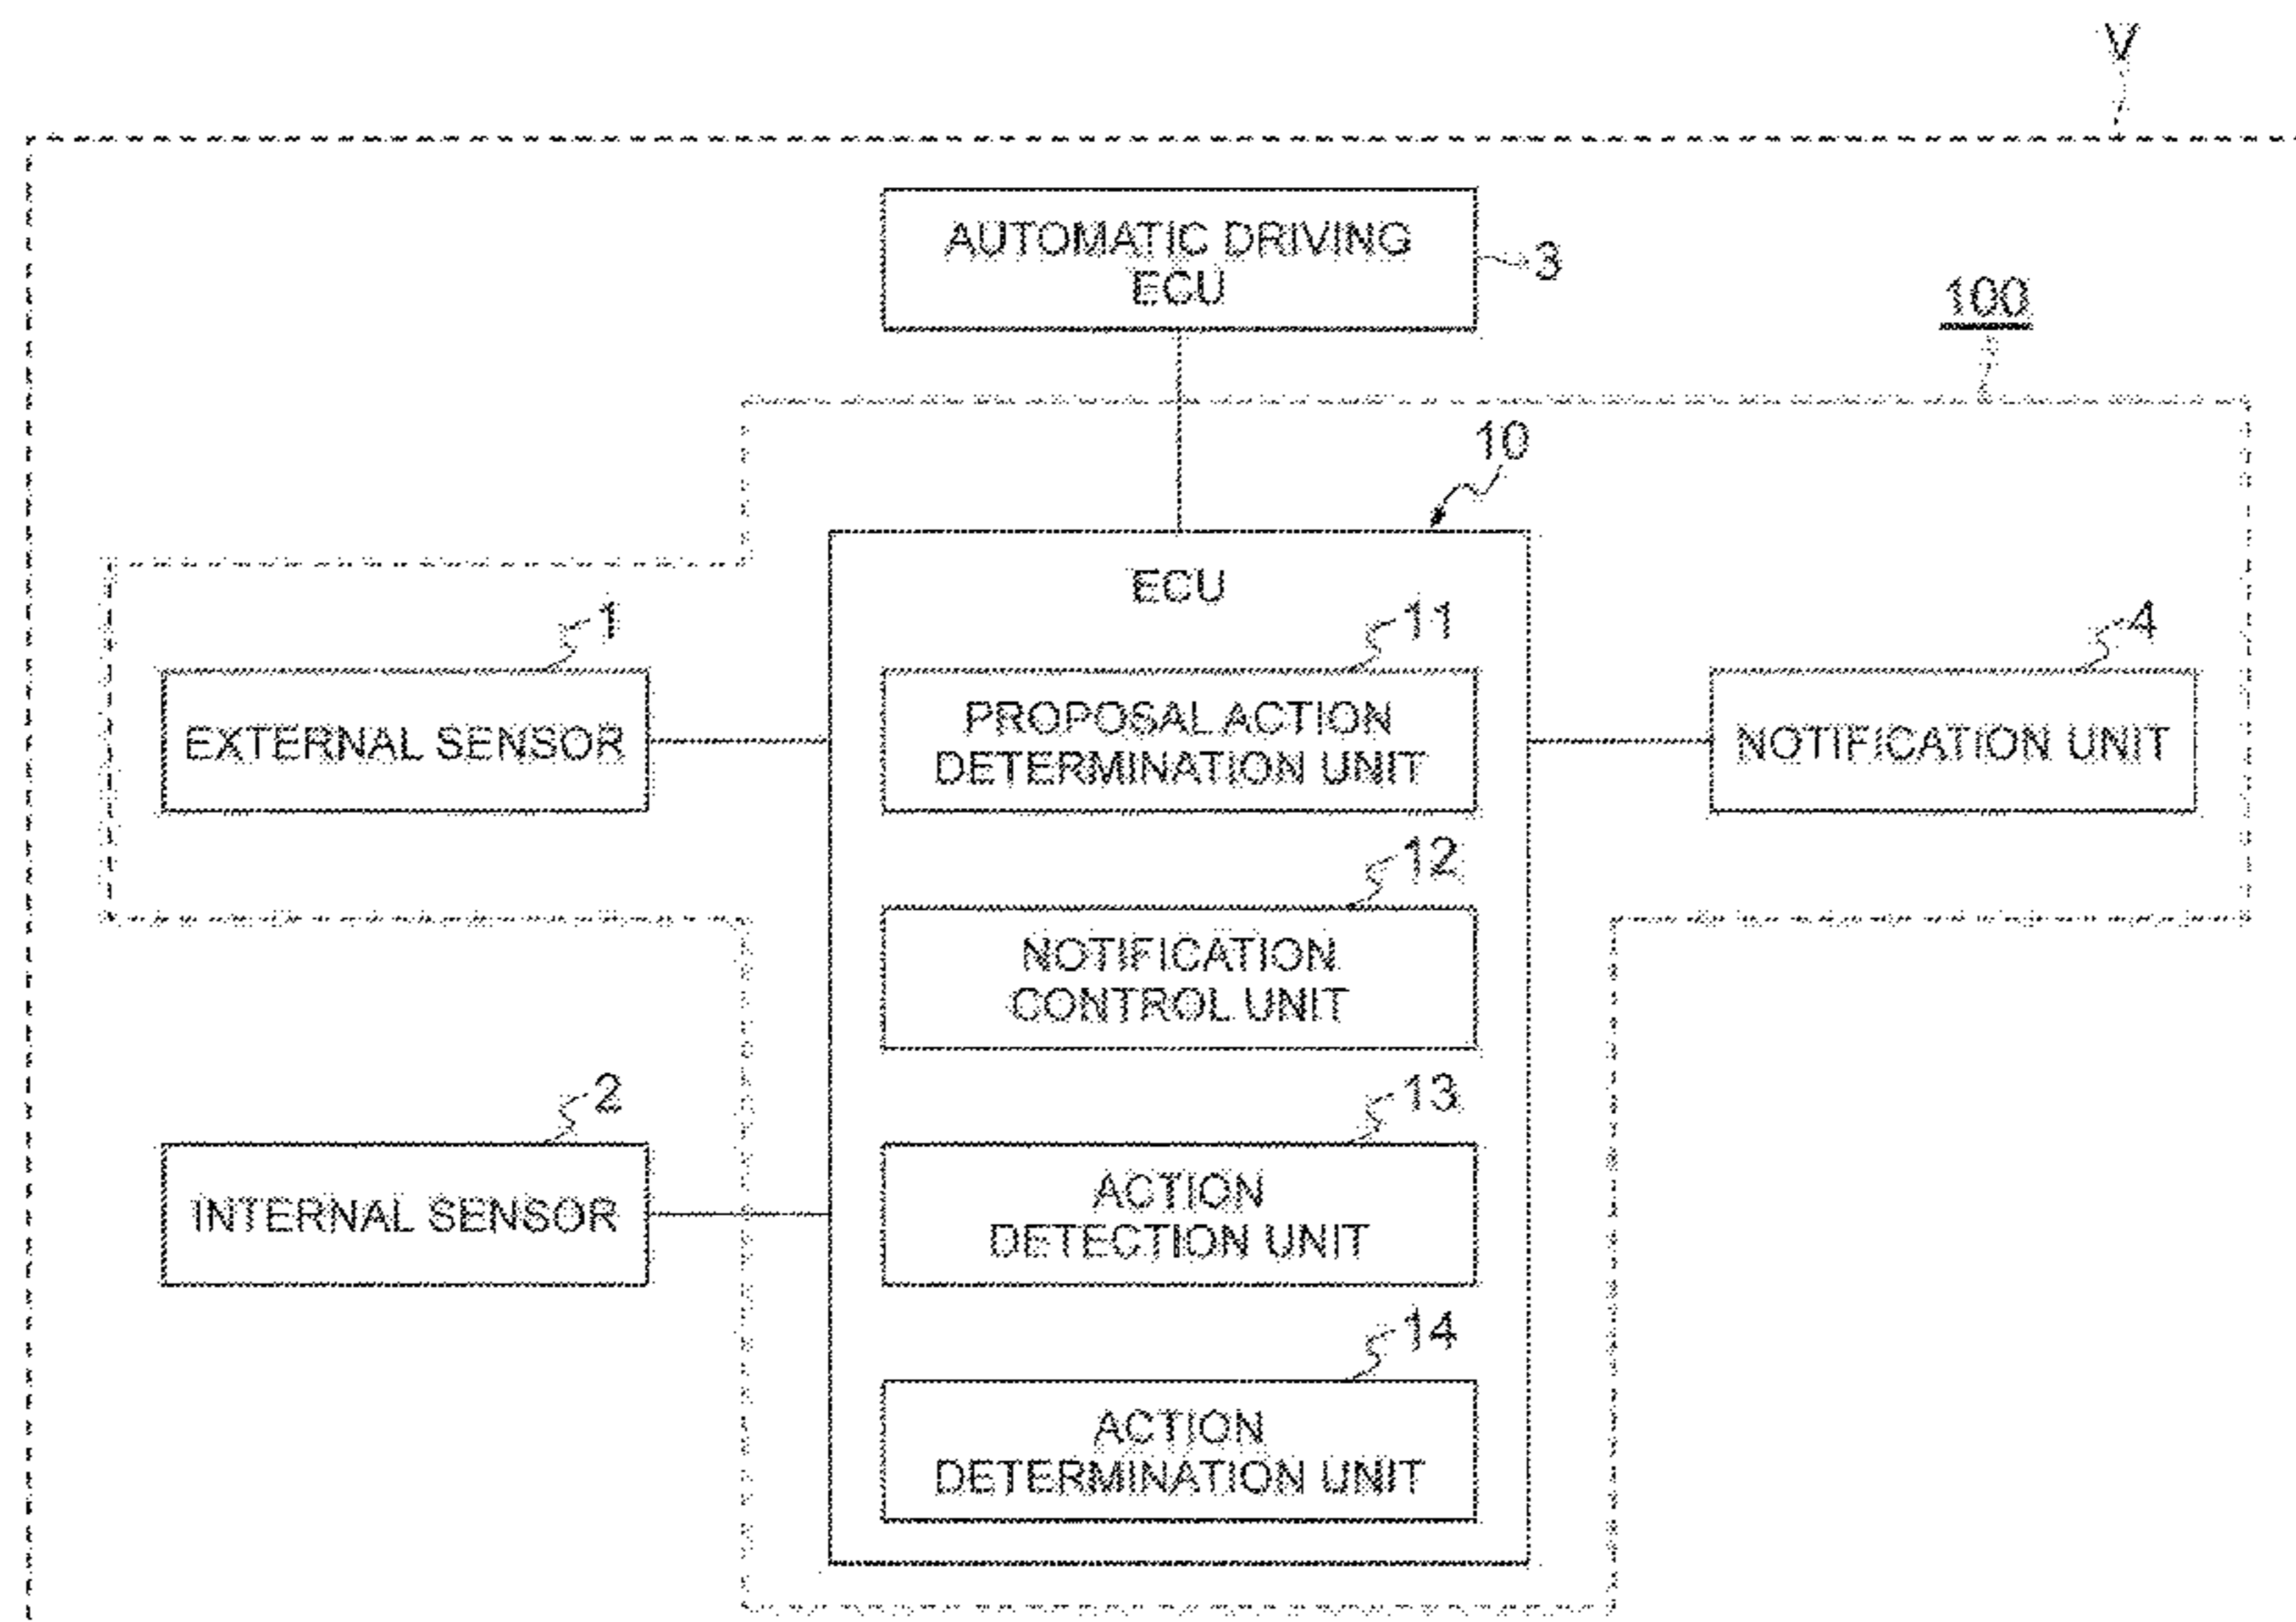 V
AUTOMATIC DRIVING
ECU
3
100
10
ECU
1
EXTERNAL SENSOR
11
PROPOSAL ACTION
DETERMINATION UNIT
4
NOTIFICATION UNIT
12
NOTIFICATION
CONTROL UNIT
2
INTERNAL SENSOR
13
ACTION
DETECTION UNIT
14
ACTION
DETERMINATION UNIT